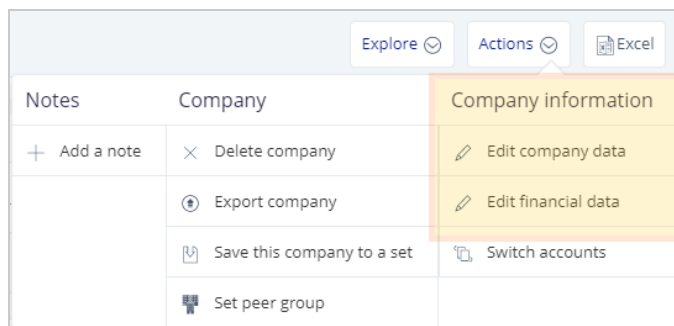 Explore
Actions
Excel
Notes
Company
Company information
Add a note
Delete company
Edit company data
Export company
Edit financial data
Save this company to a set
Switch accounts
Set peer group